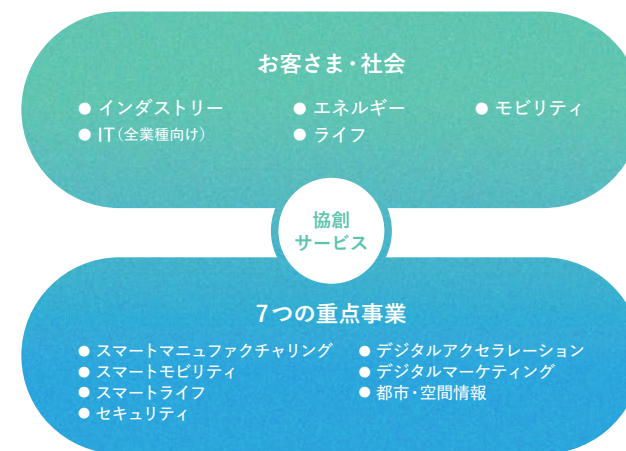 お客さま・社会
● インダストリー ● エネルギー ● モビリティ
● IT(全業種向け) ● ライフ
協創
サービス
7つの重点事業
● スマートマニュファクチャリング
● スマートモビリティ
● スマートライフ
● セキュリティ
● デジタルアクセラレーション
● デジタルマーケティング
● 都市・空間情報